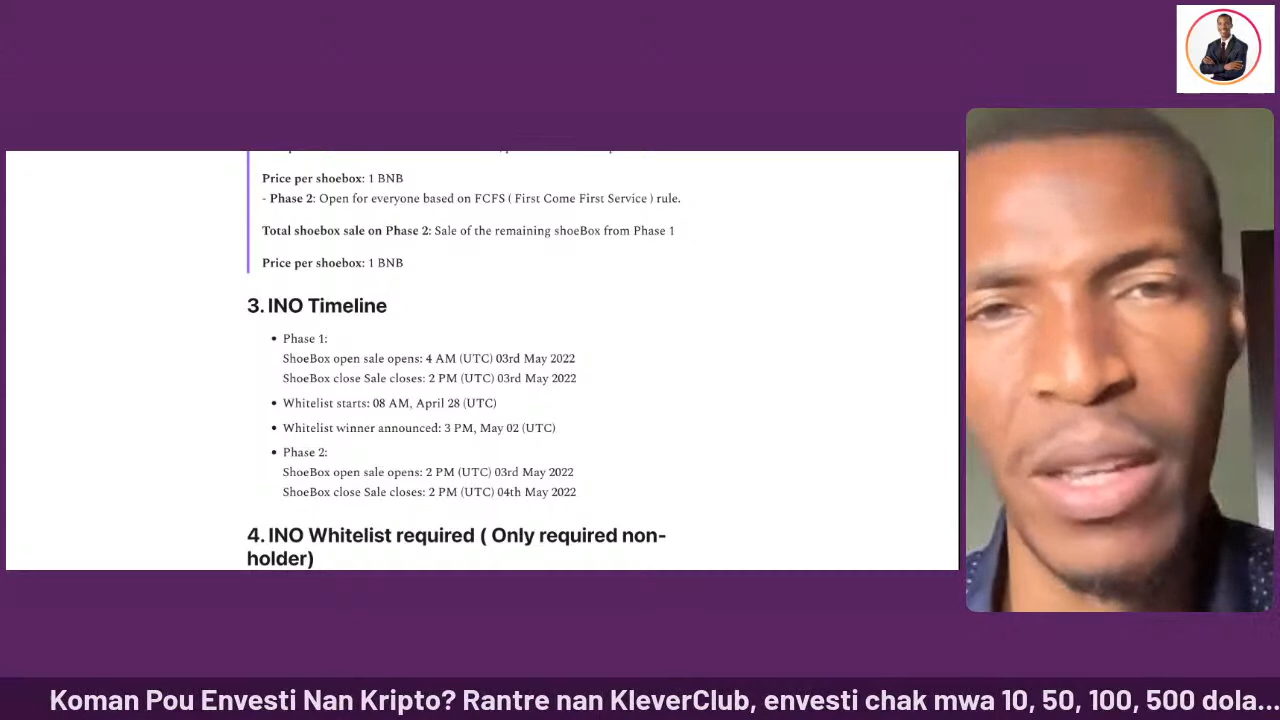 Price per shoebox: 1 BNB
- Phase 2: Open for everyone based on FCFS ( First Come First Service ) rule.
Total shoebox sale on Phase 2: Sale of the remaining shoeBox from Phase 1
Price per shoebox: 1 BNB
3. INO Timeline
• Phase 1:
ShoeBox open sale opens: 4 AM (UTC) 03rd May 2022
ShoeBox close Sale closes: 2 PM (UTC) 03rd May 2022
• Whitelist starts: 08 AM, April 28 (UTC)
• Whitelist winner announced: 3 PM, May 02 (UTC)
• Phase 2:
ShoeBox open sale opens: 2 PM (UTC) 03rd May 2022
ShoeBox close Sale closes: 2 PM (UTC) 04th May 2022
4. INO Whitelist required ( Only required non-
holder)
Koman Pou Envesti Nan Kripto? Rantre nan KleverClub, envesti chak mwa 10, 50, 100, 500 dola...